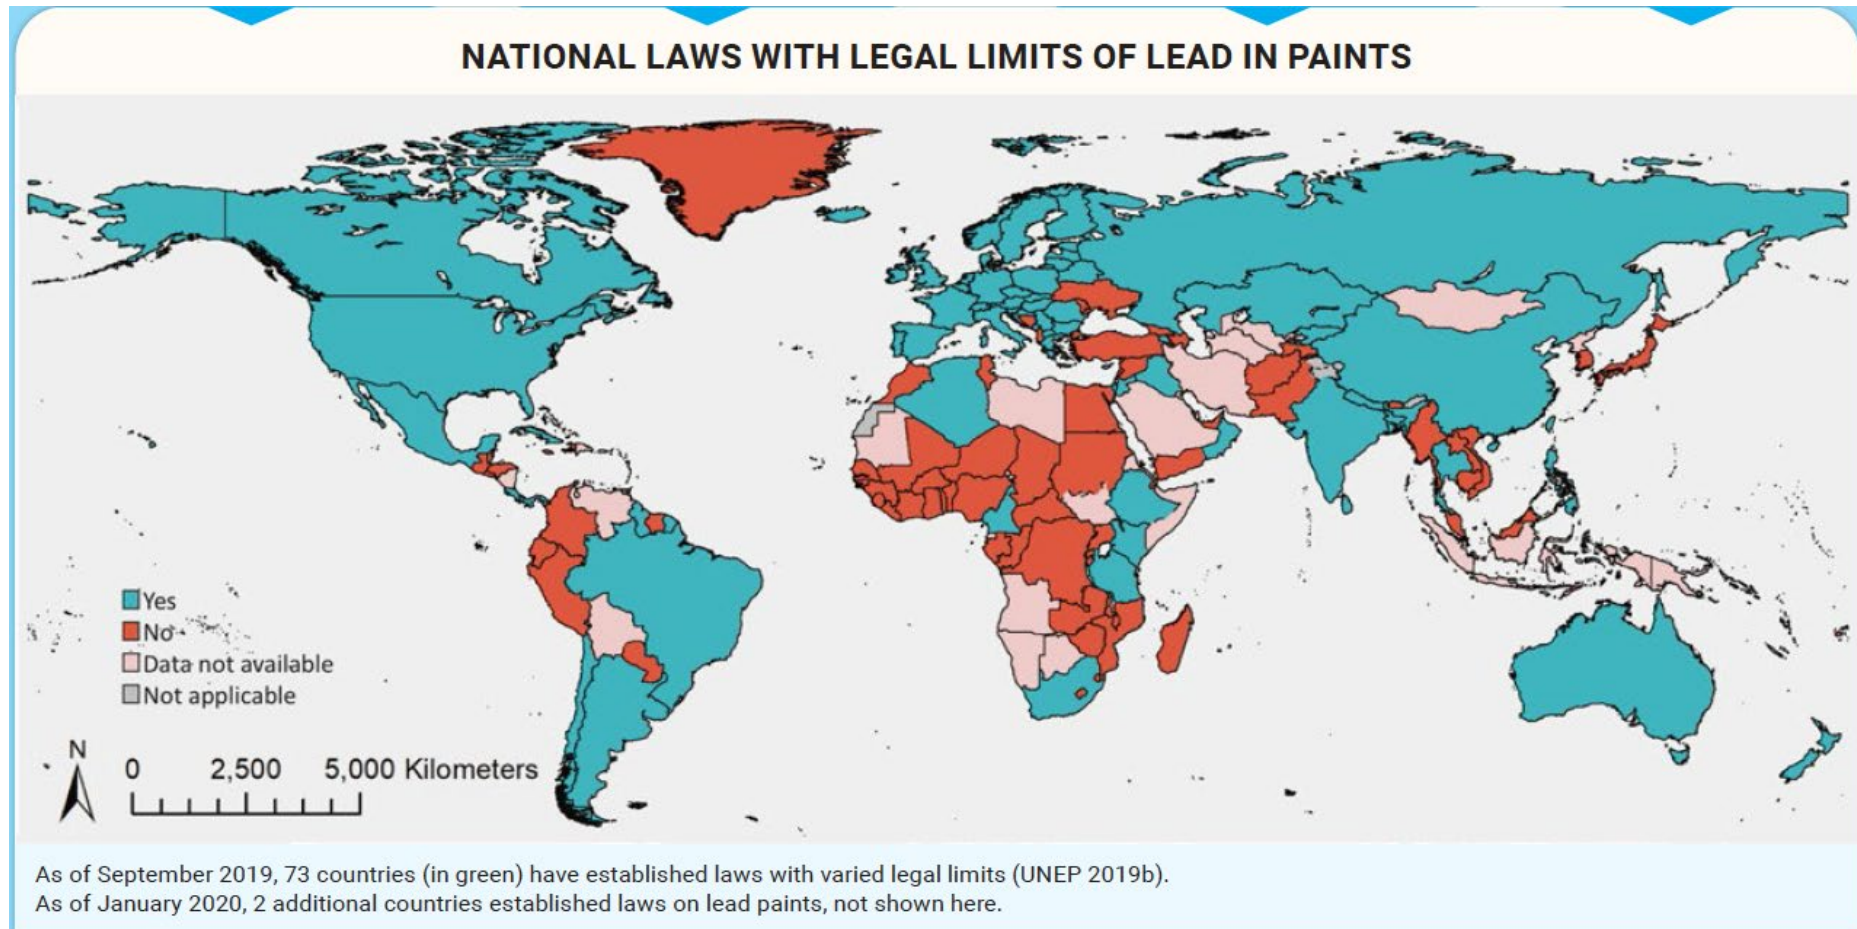 NATIONAL LAWS WITH LEGAL LIMITS OF LEAD IN PAINTS
Yes
No
Data not available
Not applicable
N
0 2,500 5,000 Kilometers
As of September 2019, 73 countries (in green) have established laws with varied legal limits (UNEP 2019b).
As of January 2020, 2 additional countries established laws on lead paints, not shown here.